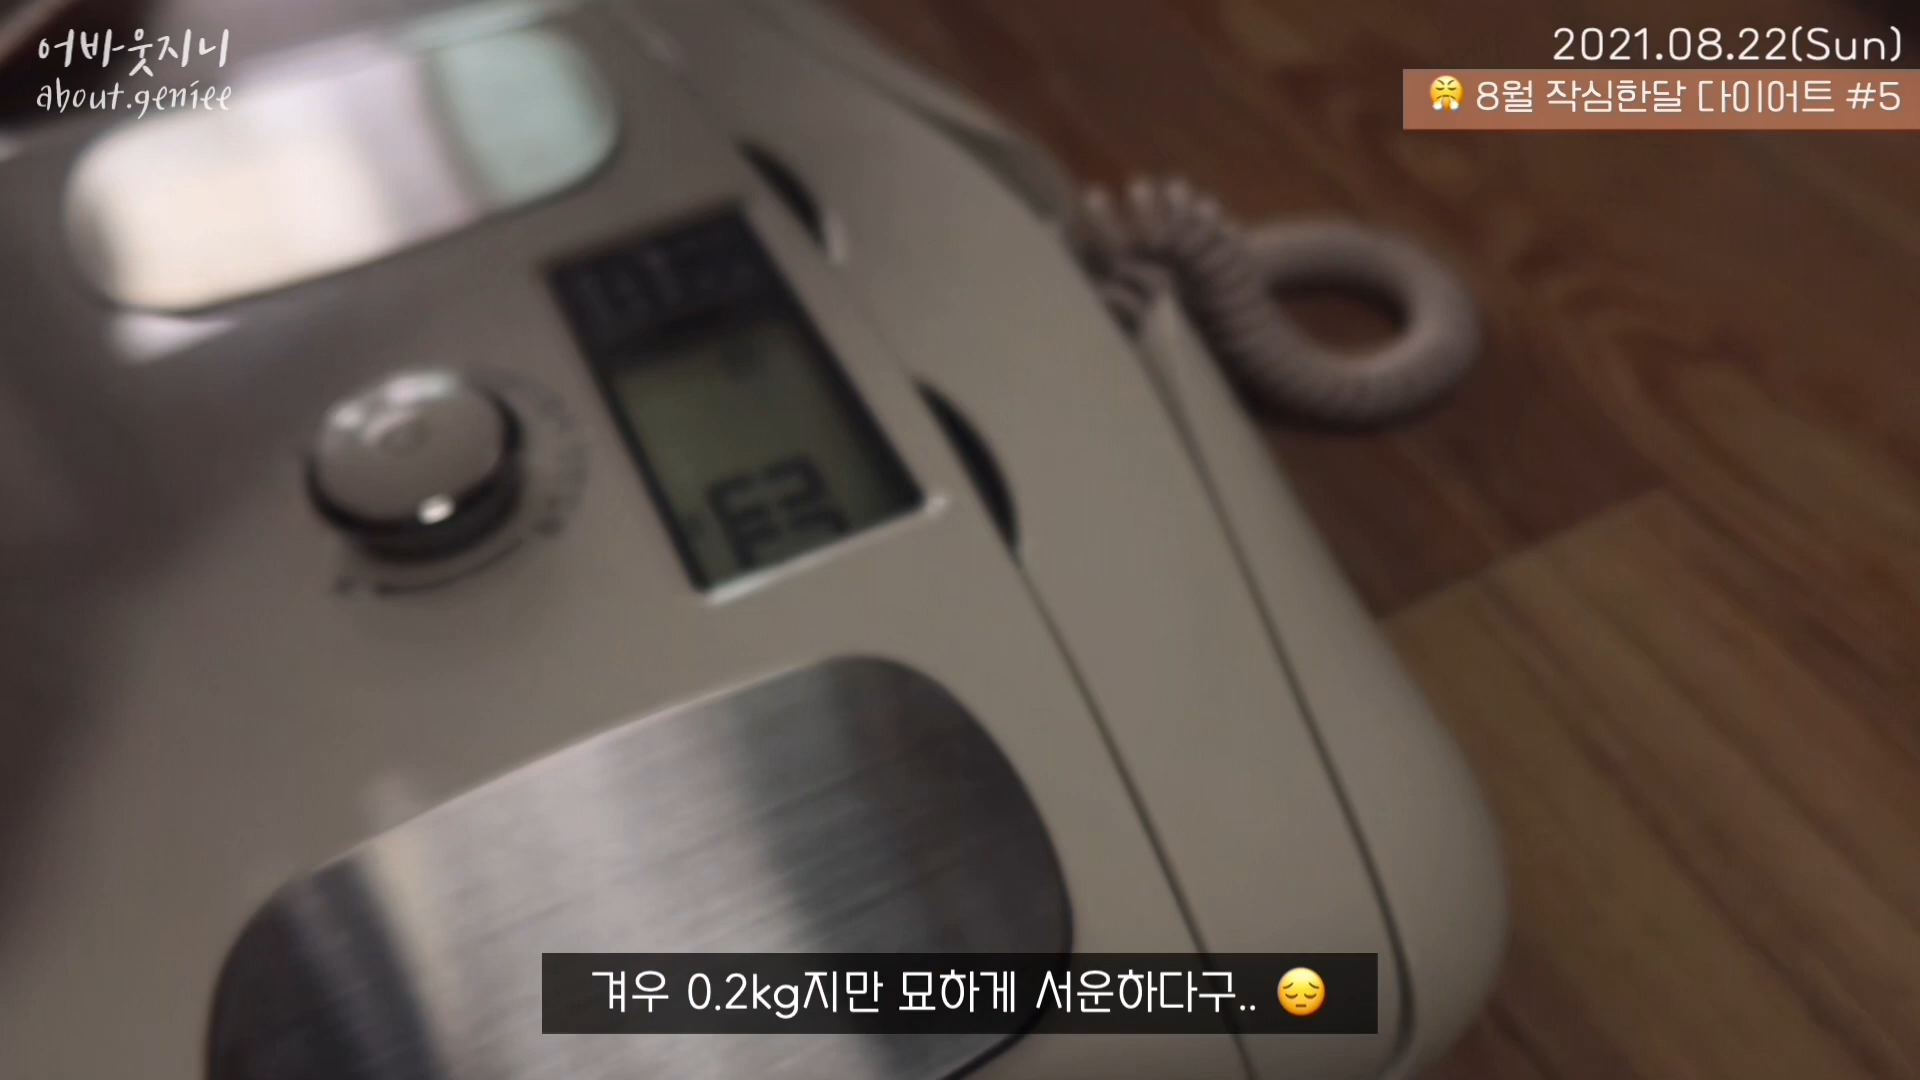 어바웃지니
about.geniee
2021.08.22(Sun)
😤 8월 작심한달 다이어트 #5
겨우 0.2kg지만 묘하게 서운하다구.. 😔